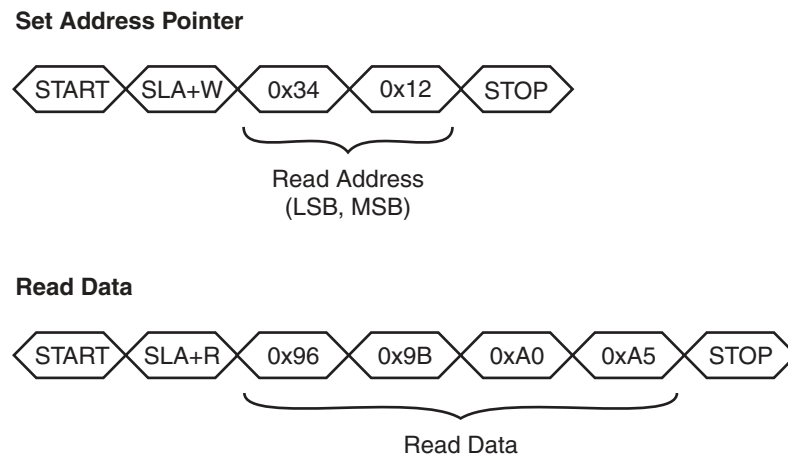 Set Address Pointer
START SLA+W 0x34 0x12 STOP
Read Address
(LSB, MSB)
Read Data
START SLA+R 0x96 0x9B 0xA0 0xA5 STOP
Read Data